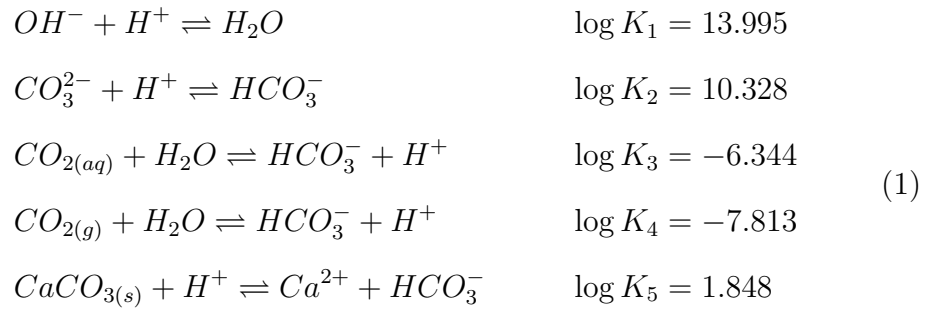 OH⁻ + H⁺ ⇌ H₂O log K₁ = 13.995
CO₃²⁻ + H⁺ ⇌ HCO₃⁻ log K₂ = 10.328
CO₂₍aq₎ + H₂O ⇌ HCO₃⁻ + H⁺ log K₃ = −6.344
(1)
CO₂₍g₎ + H₂O ⇌ HCO₃⁻ + H⁺ log K₄ = −7.813
CaCO₃₍s₎ + H⁺ ⇌ Ca²⁺ + HCO₃⁻ log K₅ = 1.848